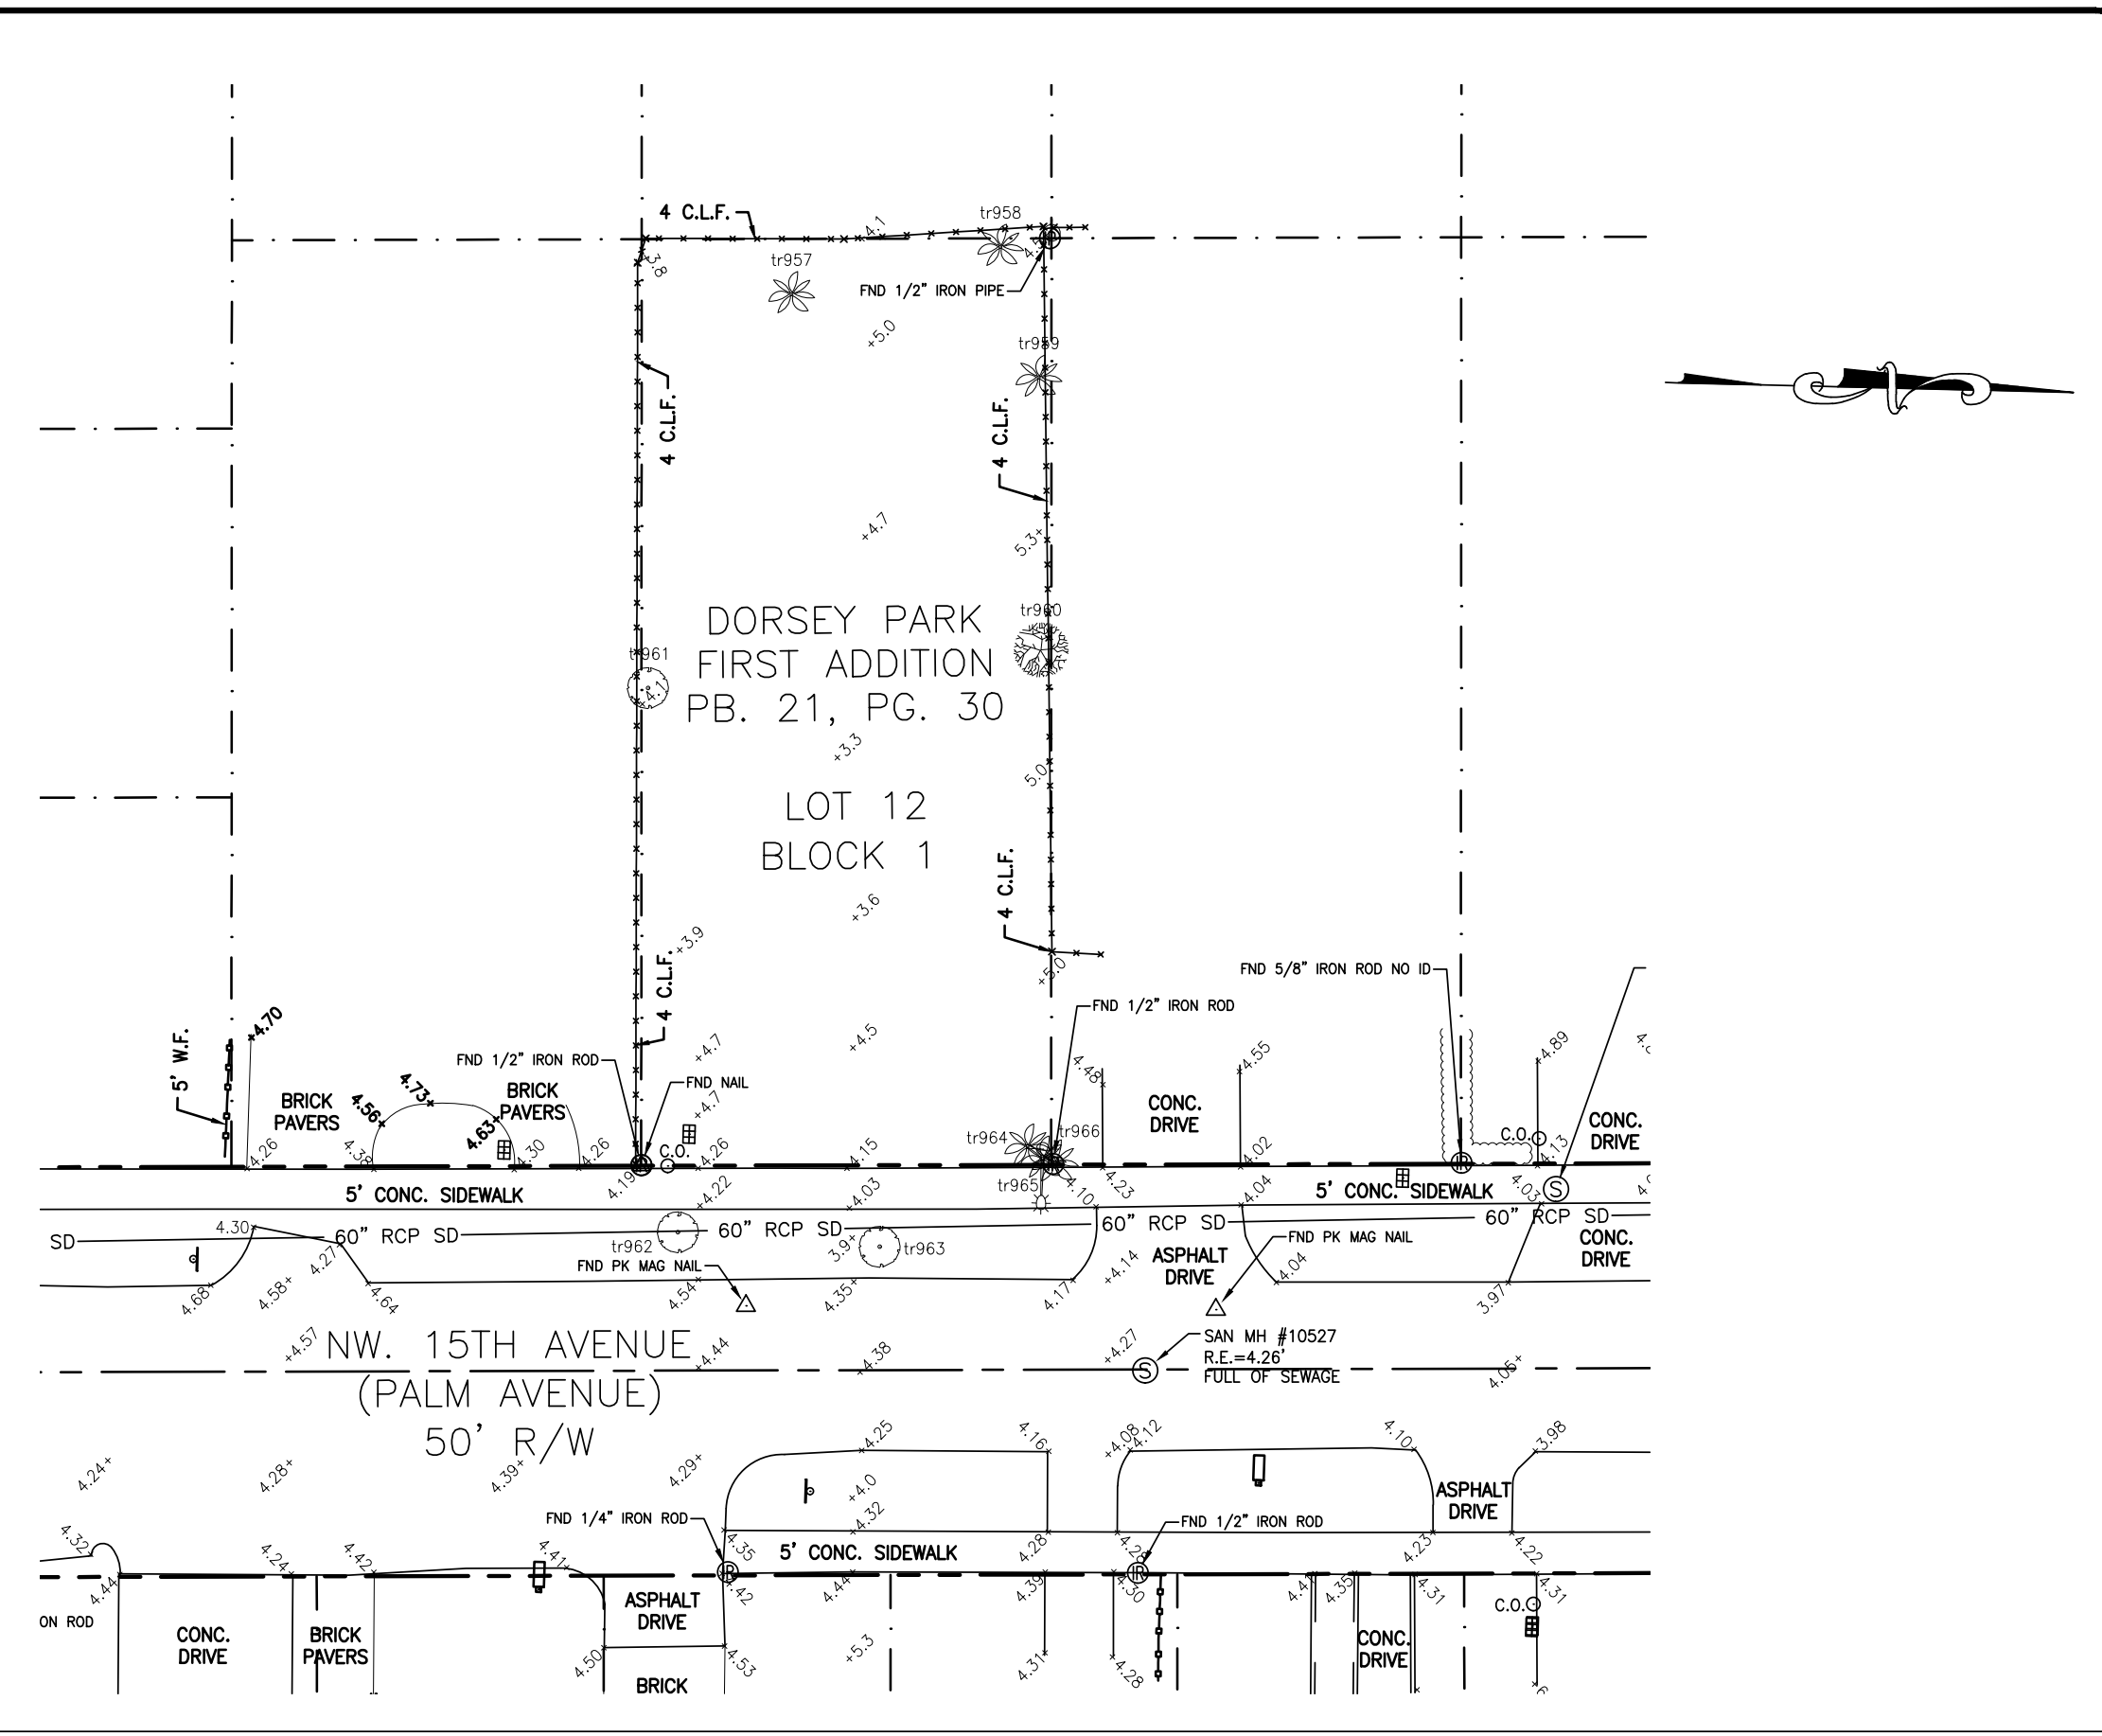 4 C.L.F.
4.1
tr958
3.8
tr957
FND 1/2" IRON PIPE
+5.0
tr959
4 C.L.F.
4 C.L.F.
+4.7
5.3+
DORSEY PARK
FIRST ADDITION
PB. 21, PG. 30
tr960
tr961
+4.1
+3.3
5.0
LOT 12
BLOCK 1
4 C.L.F.
+3.6
+3.9
4 C.L.F.
+5.0
FND 5/8" IRON ROD NO ID
FND 1/2" IRON ROD
4.70
5' W.F.
FND 1/2" IRON ROD
FND NAIL
+4.7
+4.5
4.48
4.55
4.89
BRICK
PAVERS
4.56
4.73
4.63
BRICK
PAVERS
+4.7
CONC.
DRIVE
CONC.
DRIVE
4.26
4.38
4.30
4.26
4.19
C.O.
4.26
4.15
tr964
tr966
tr965
4.02
C.O.
4.13
5' CONC. SIDEWALK
+4.22
4.03
4.10
4.23
4.04
5' CONC. SIDEWALK
4.03
S
SD
4.30
60" RCP SD
60" RCP SD
60" RCP SD
60" RCP SD
4.27
tr962
3.9+
tr963
FND PK MAG NAIL
ASPHALT
DRIVE
FND PK MAG NAIL
CONC.
DRIVE
4.68
4.58+
4.64
4.54
4.35+
4.17
+4.14
4.04
3.97
+4.57
NW. 15TH AVENUE
(PALM AVENUE)
50' R/W
+4.44
4.38
+4.27
S
SAN MH #10527
R.E.=4.26'
FULL OF SEWAGE
4.05+
4.24+
4.28+
4.39+
4.29+
4.25
4.16
+4.08
4.12
4.10
3.98
+4.0
4.32
ASPHALT
DRIVE
FND 1/4" IRON ROD
FND 1/2" IRON ROD
4.32
4.24
4.42
4.41
4.35
5' CONC. SIDEWALK
4.28
4.23
4.22
4.44
IR
4.42
4.44
4.39
IR
4.30
4.35
4.31
4.31
ON ROD
CONC.
DRIVE
BRICK
PAVERS
ASPHALT
DRIVE
C.O.
4.50
4.53
+5.3
4.31
4.28
CONC.
DRIVE
BRICK